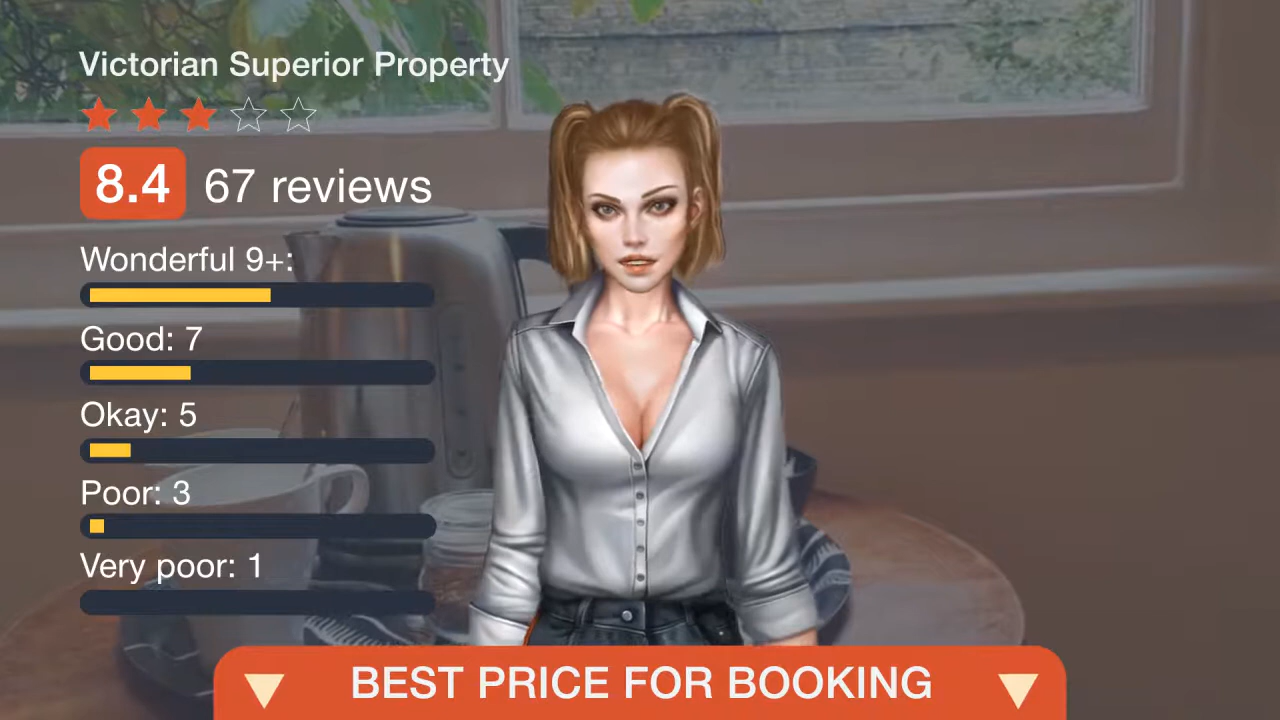 Victorian Superior Property
8.4 67 reviews
Wonderful 9+:
Good: 7
Okay: 5
Poor: 3
Very poor: 1
BEST PRICE FOR BOOKING